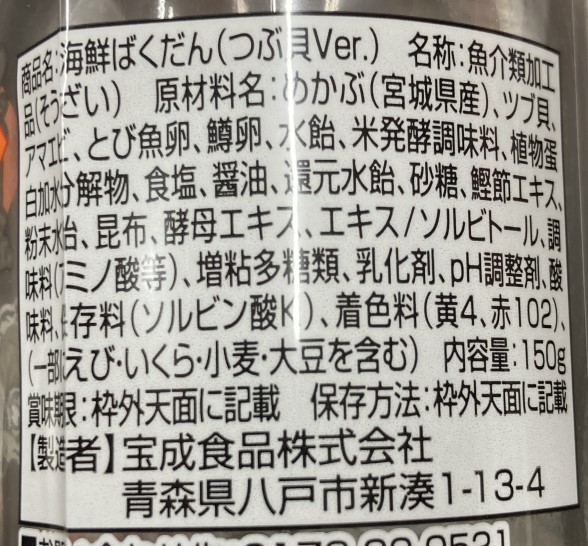 商品名:海鮮ばくだん(つぶ貝Ver.) 名称:魚介類加工
品(そうざい) 原材料名:めかぶ(宮城県産)、ツブ貝、
アマエビ、とび魚卵、鱒卵、水飴、米発酵調味料、植物蛋
白加水分解物、食塩、醤油、還元水飴、砂糖、鰹節エキス、
粉末水飴、昆布、酵母エキス、エキス/ソルビトール、調
味料(アミノ酸等)、増粘多糖類、乳化剤、pH調整剤、酸
味料、保存料(ソルビン酸K)、着色料(黄4、赤102)、
(一部にえび・いくら・小麦・大豆を含む) 内容量:150g
賞味期限:枠外天面に記載 保存方法:枠外天面に記載
【製造者】宝成食品株式会社
青森県八戸市新湊1-13-4